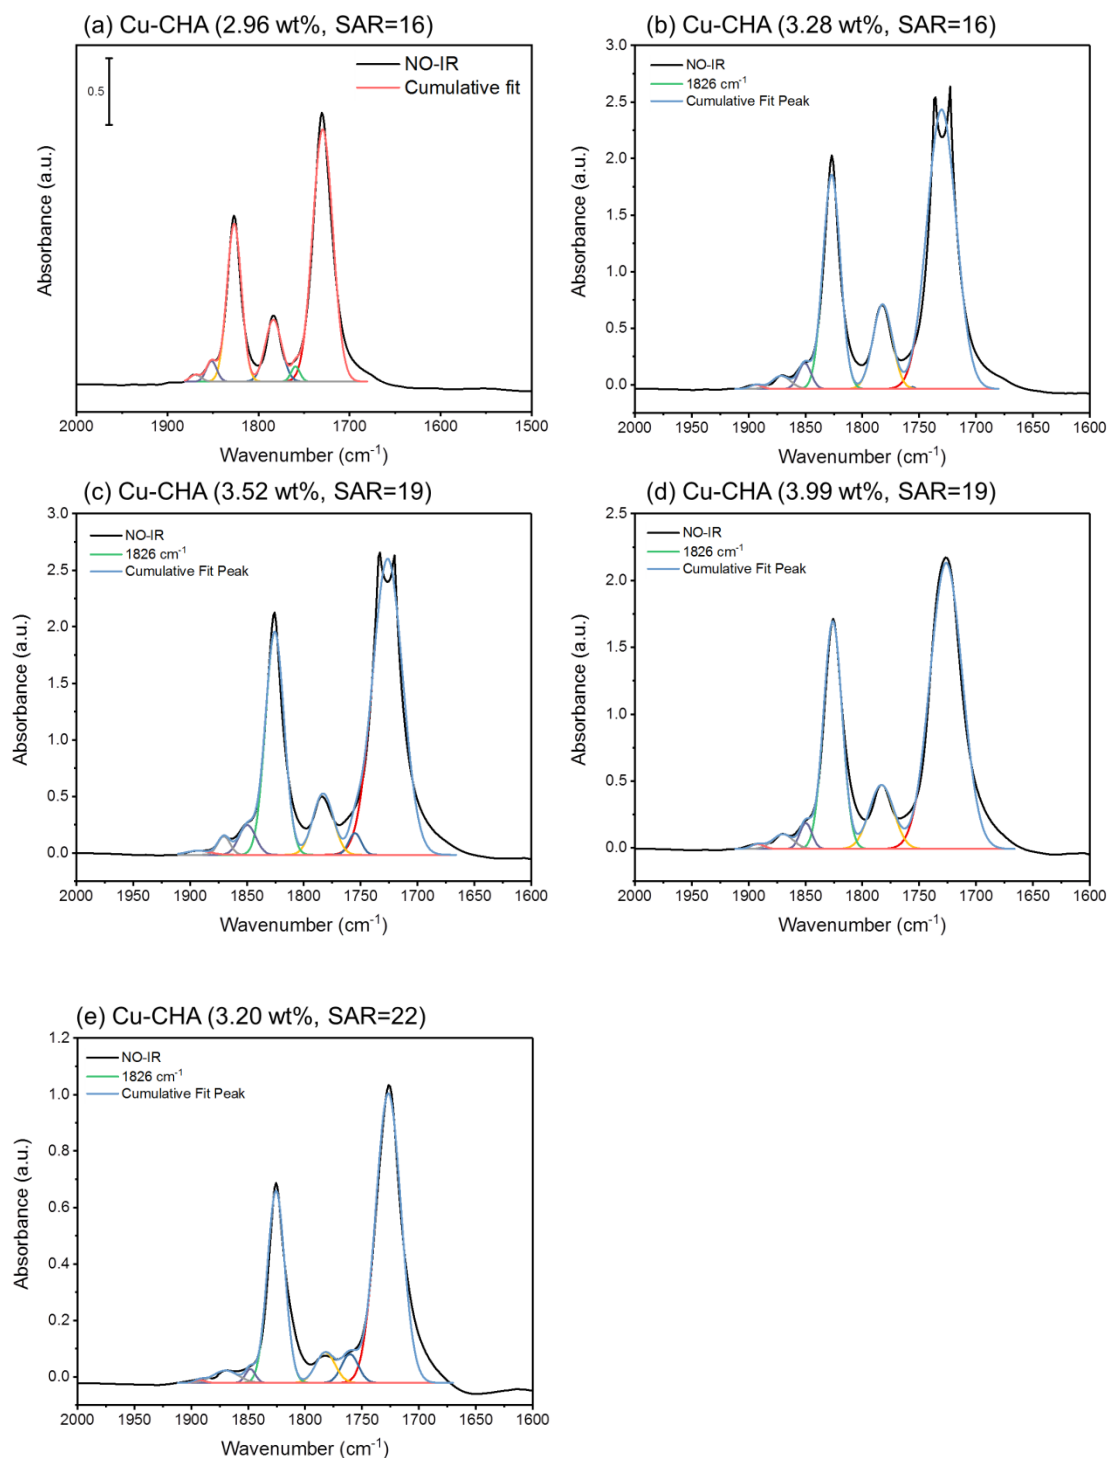 (a) Cu-CHA (2.96 wt%, SAR=16)
0.5
NO-IR
Cumulative fit
Absorbance (a.u.)
2000 1900 1800 1700 1600 1500
Wavenumber (cm⁻¹)
(b) Cu-CHA (3.28 wt%, SAR=16)
3.0
2.5
2.0
1.5
1.0
0.5
0.0
NO-IR
1826 cm⁻¹
Cumulative Fit Peak
Absorbance (a.u.)
2000 1950 1900 1850 1800 1750 1700 1650 1600
Wavenumber (cm⁻¹)
(c) Cu-CHA (3.52 wt%, SAR=19)
3.0
2.5
2.0
1.5
1.0
0.5
0.0
NO-IR
1826 cm⁻¹
Cumulative Fit Peak
Absorbance (a.u.)
2000 1950 1900 1850 1800 1750 1700 1650 1600
Wavenumber (cm⁻¹)
(d) Cu-CHA (3.99 wt%, SAR=19)
2.5
2.0
1.5
1.0
0.5
0.0
NO-IR
1826 cm⁻¹
Cumulative Fit Peak
Absorbance (a.u.)
2000 1950 1900 1850 1800 1750 1700 1650 1600
Wavenumber (cm⁻¹)
(e) Cu-CHA (3.20 wt%, SAR=22)
1.2
1.0
0.8
0.6
0.4
0.2
0.0
NO-IR
1826 cm⁻¹
Cumulative Fit Peak
Absorbance (a.u.)
2000 1950 1900 1850 1800 1750 1700 1650 1600
Wavenumber (cm⁻¹)